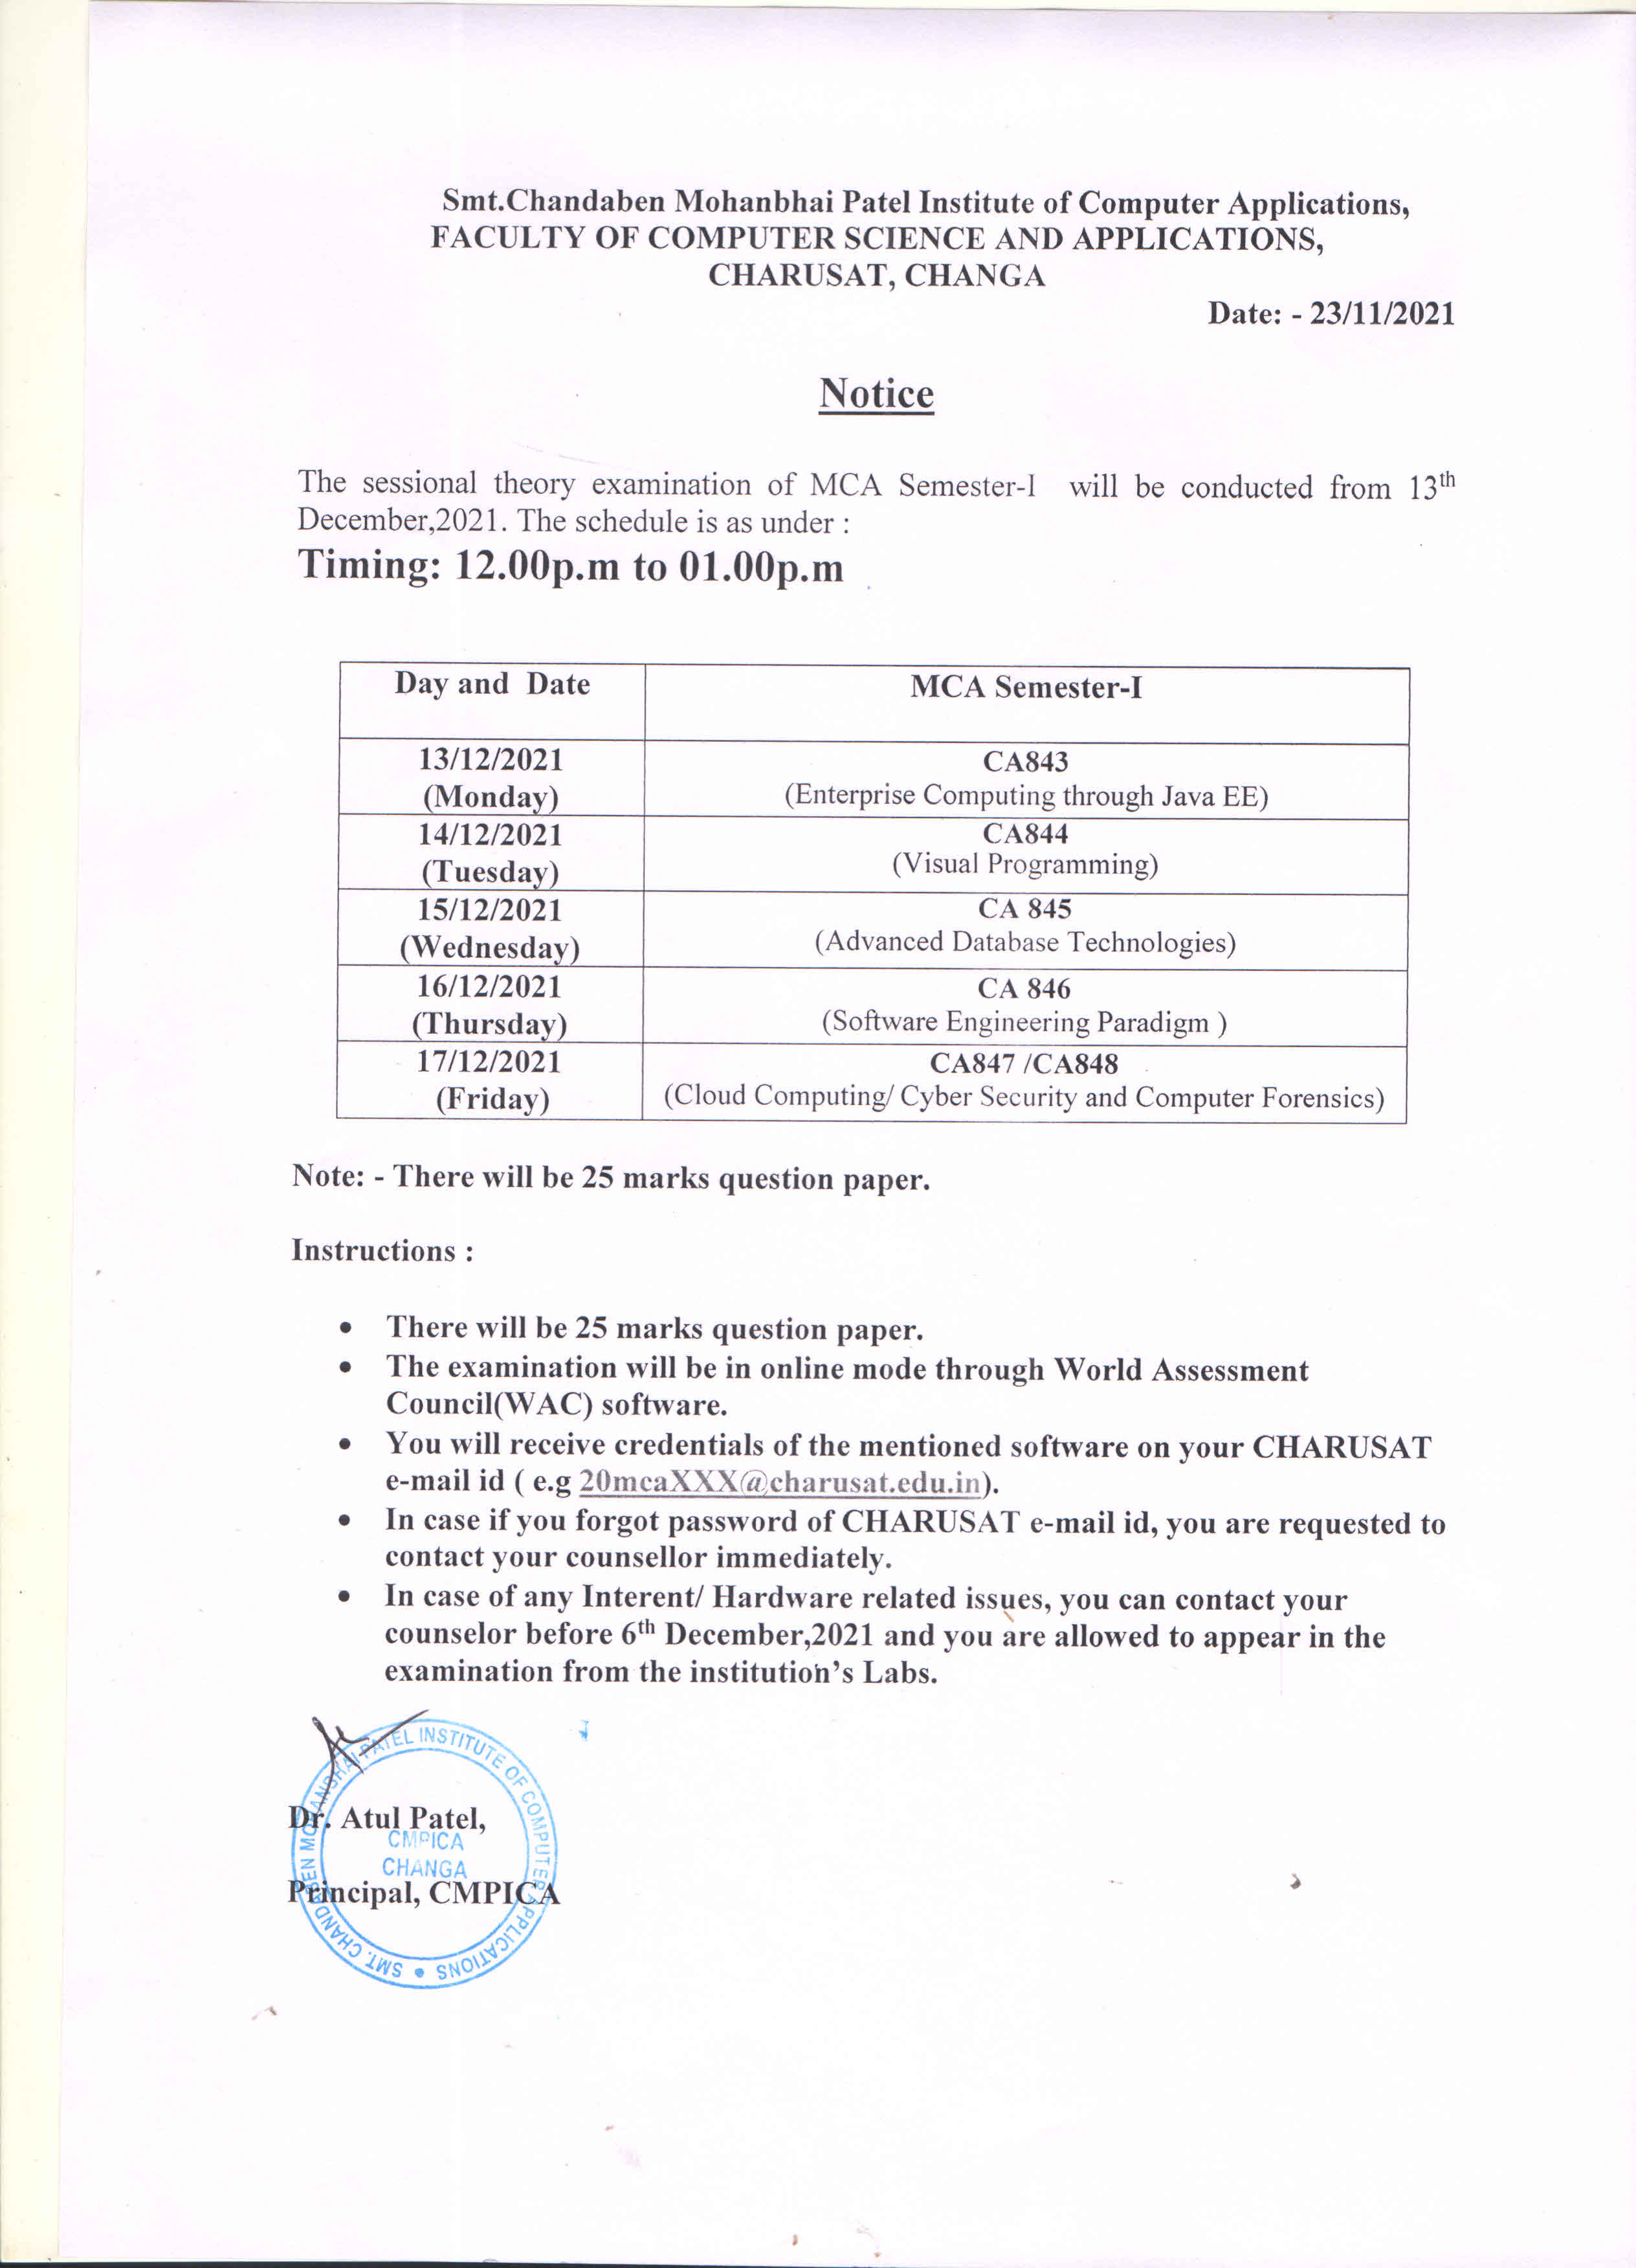 Smt.Chandaben Mohanbhai Patel Institute of Computer Applications,
FACULTY OF COMPUTER SCIENCE AND APPLICATIONS,
CHARUSAT, CHANGA
Date: - 23/11/2021
Notice
The sessional theory examination of MCA Semester-I will be conducted from 13th
December,2021. The schedule is as under :
Timing: 12.00p.m to 01.00p.m
Day and Date
MCA Semester-I
13/12/2021
(Monday)
CA843
(Enterprise Computing through Java EE)
14/12/2021
(Tuesday)
CA844
(Visual Programming)
15/12/2021
(Wednesday)
CA 845
(Advanced Database Technologies)
16/12/2021
(Thursday)
CA 846
(Software Engineering Paradigm )
17/12/2021
(Friday)
CA847 /CA848
(Cloud Computing/ Cyber Security and Computer Forensics)
Note: - There will be 25 marks question paper.
Instructions :
• There will be 25 marks question paper.
• The examination will be in online mode through World Assessment
Council(WAC) software.
• You will receive credentials of the mentioned software on your CHARUSAT
e-mail id ( e.g 20mcaXXX@charusat.edu.in).
• In case if you forgot password of CHARUSAT e-mail id, you are requested to
contact your counsellor immediately.
• In case of any Interent/ Hardware related issues, you can contact your
counselor before 6th December,2021 and you are allowed to appear in the
examination from the institution's Labs.
Dr. Atul Patel,
Principal, CMPICA
SMT. CHANDABEN MOHANBHAI PATEL INSTITUTE OF COMPUTER APPLICATIONS
CMPICA
CHANGA